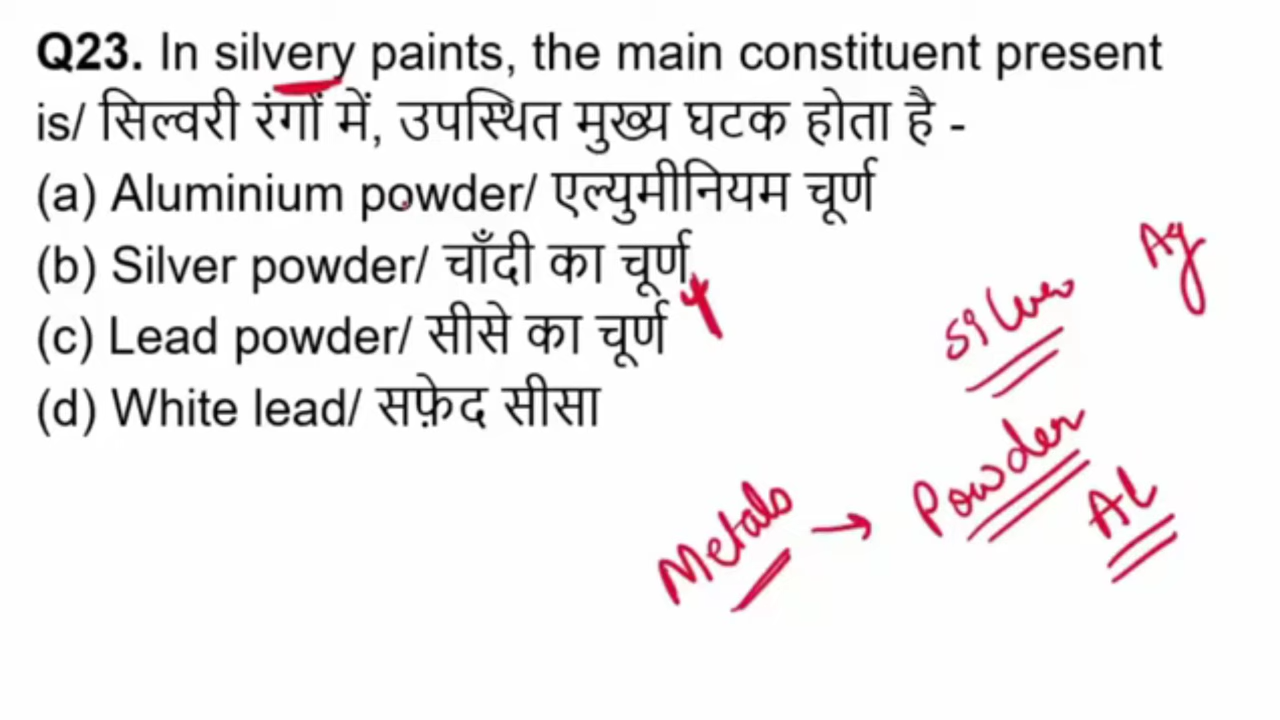 Q23. In silvery paints, the main constituent present
is/ सिल्वरी रंगों में, उपस्थित मुख्य घटक होता है -
(a) Aluminium powder/ एल्युमीनियम चूर्ण
(b) Silver powder/ चाँदी का चूर्ण
(c) Lead powder/ सीसे का चूर्ण
(d) White lead/ सफ़ेद सीसा
Ag
Silver
Metals → Powder
Al